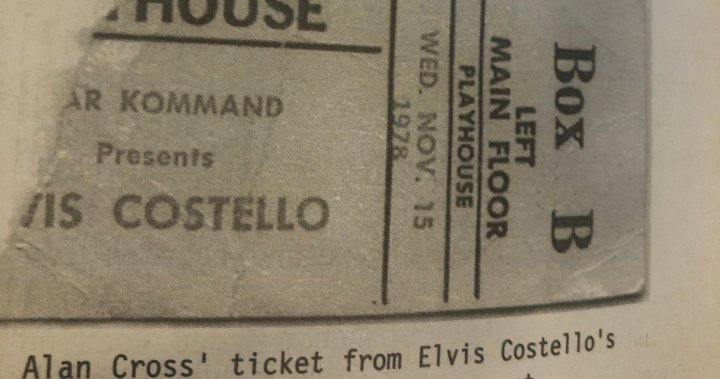 HOUSE
AR KOMMAND
Presents
VIS COSTELLO
WED. NOV. 15
1978
PLAYHOUSE
MAIN FLOOR
LEFT
Box B
Alan Cross' ticket from Elvis Costello's